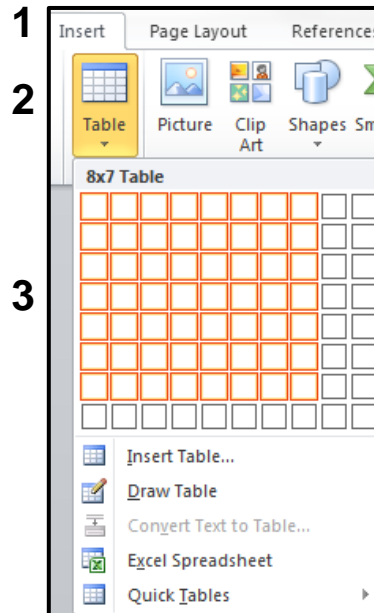 1 Insert Page Layout References
2
Table Picture Clip Art Shapes Sm
8x7 Table
3
Insert Table...
Draw Table
Convert Text to Table...
Excel Spreadsheet
Quick Tables